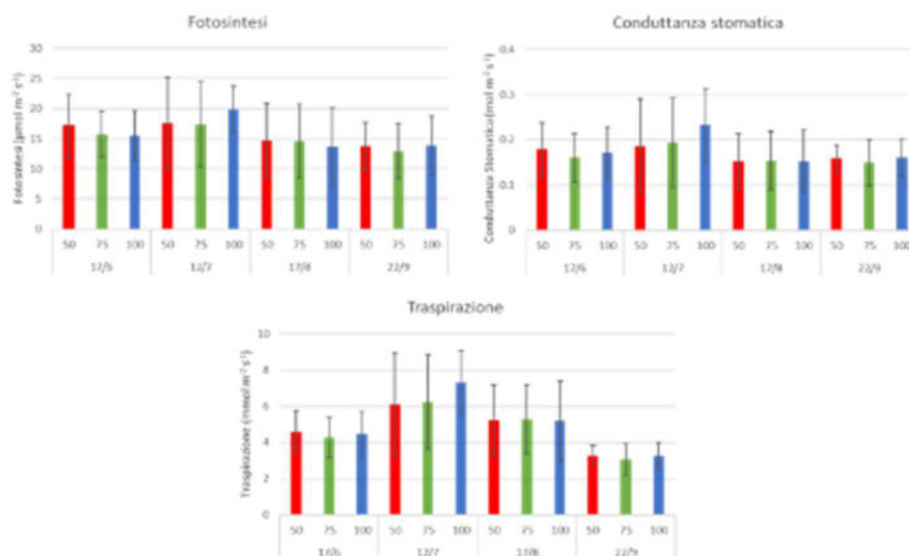 Fotosintesi
Fotosintesi (µmol m⁻² s⁻¹)
30
25
20
15
10
5
0
50 75 100 50 75 100 50 75 100 50 75 100
12/6 12/7 17/8 22/9
Conduttanza stomatica
Conduttanza Stomatica (mol m⁻² s⁻¹)
0.4
0.3
0.2
0.1
0
50 75 100 50 75 100 50 75 100 50 75 100
12/6 12/7 17/8 22/9
Traspirazione
Traspirazione (mmol m⁻² s⁻¹)
10
8
6
4
2
0
50 75 100 50 75 100 50 75 100 50 75 100
12/7 17/8 22/9